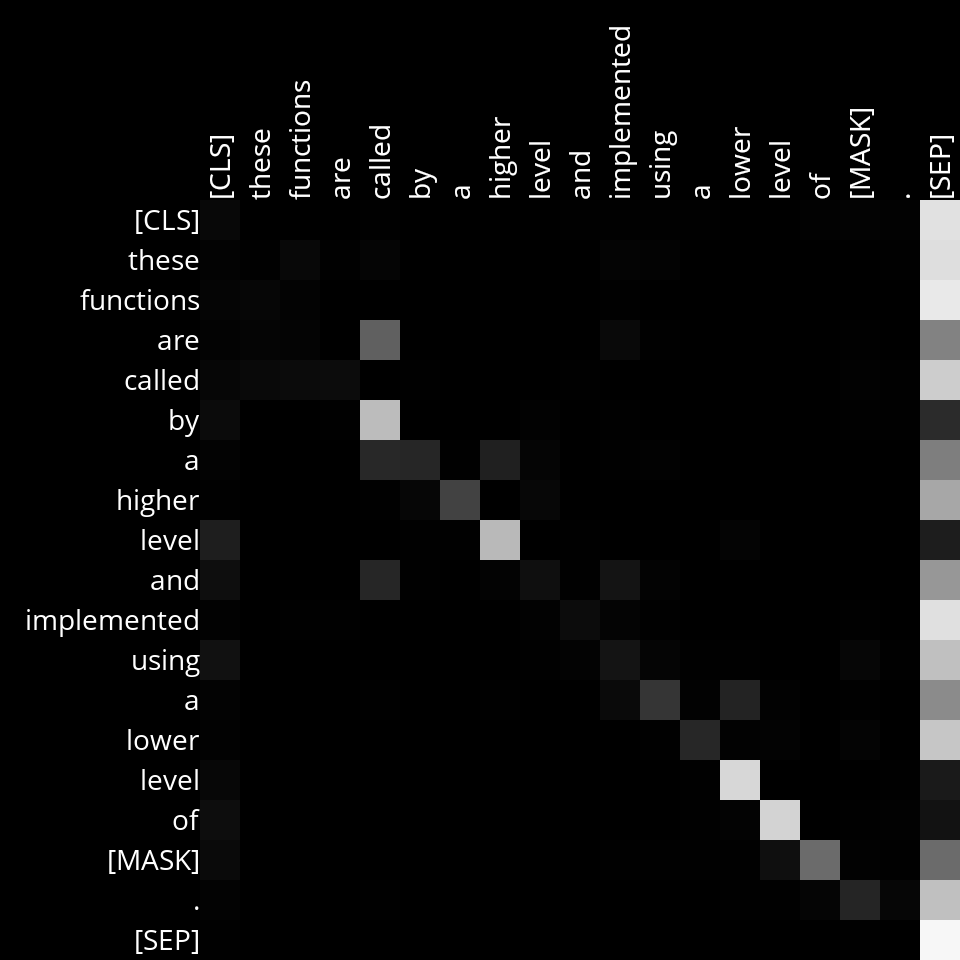 [CLS] these functions are called by a higher level and implemented using a lower level of [MASK] . [SEP]
[CLS]
these
functions
are
called
by
a
higher
level
and
implemented
using
a
lower
level
of
[MASK]
.
[SEP]